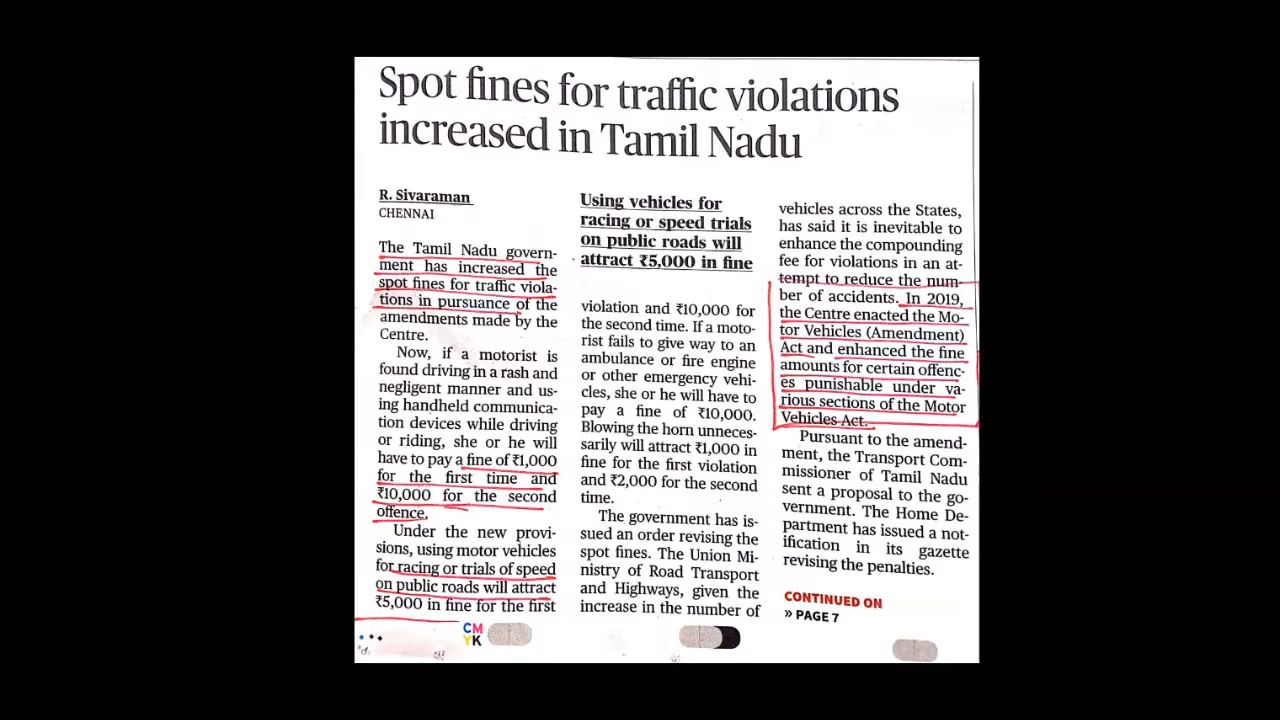 Spot fines for traffic violations
increased in Tamil Nadu
R. Sivaraman
CHENNAI
The Tamil Nadu govern-
ment has increased the
spot fines for traffic viola-
tions in pursuance of the
amendments made by the
Centre.
Now, if a motorist is
found driving in a rash and
negligent manner and us-
ing handheld communica-
tion devices while driving
or riding, she or he will
have to pay a fine of ₹1,000
for the first time and
₹10,000 for the second
offence.
Under the new provi-
sions, using motor vehicles
for racing or trials of speed
on public roads will attract
₹5,000 in fine for the first
Using vehicles for
racing or speed trials
on public roads will
attract ₹5,000 in fine
violation and ₹10,000 for
the second time. If a moto-
rist fails to give way to an
ambulance or fire engine
or other emergency vehi-
cles, she or he will have to
pay a fine of ₹10,000.
Blowing the horn unneces-
sarily will attract ₹1,000 in
fine for the first violation
and ₹2,000 for the second
time.
The government has is-
sued an order revising the
spot fines. The Union Mi-
nistry of Road Transport
and Highways, given the
increase in the number of
vehicles across the States,
has said it is inevitable to
enhance the compounding
fee for violations in an at-
tempt to reduce the num-
ber of accidents. In 2019,
the Centre enacted the Mo-
tor Vehicles (Amendment)
Act and enhanced the fine
amounts for certain offenc-
es punishable under va-
rious sections of the Motor
Vehicles Act.
Pursuant to the amend-
ment, the Transport Com-
missioner of Tamil Nadu
sent a proposal to the go-
vernment. The Home De-
partment has issued a not-
ification in its gazette
revising the penalties.
CONTINUED ON
» PAGE 7
CM
YK